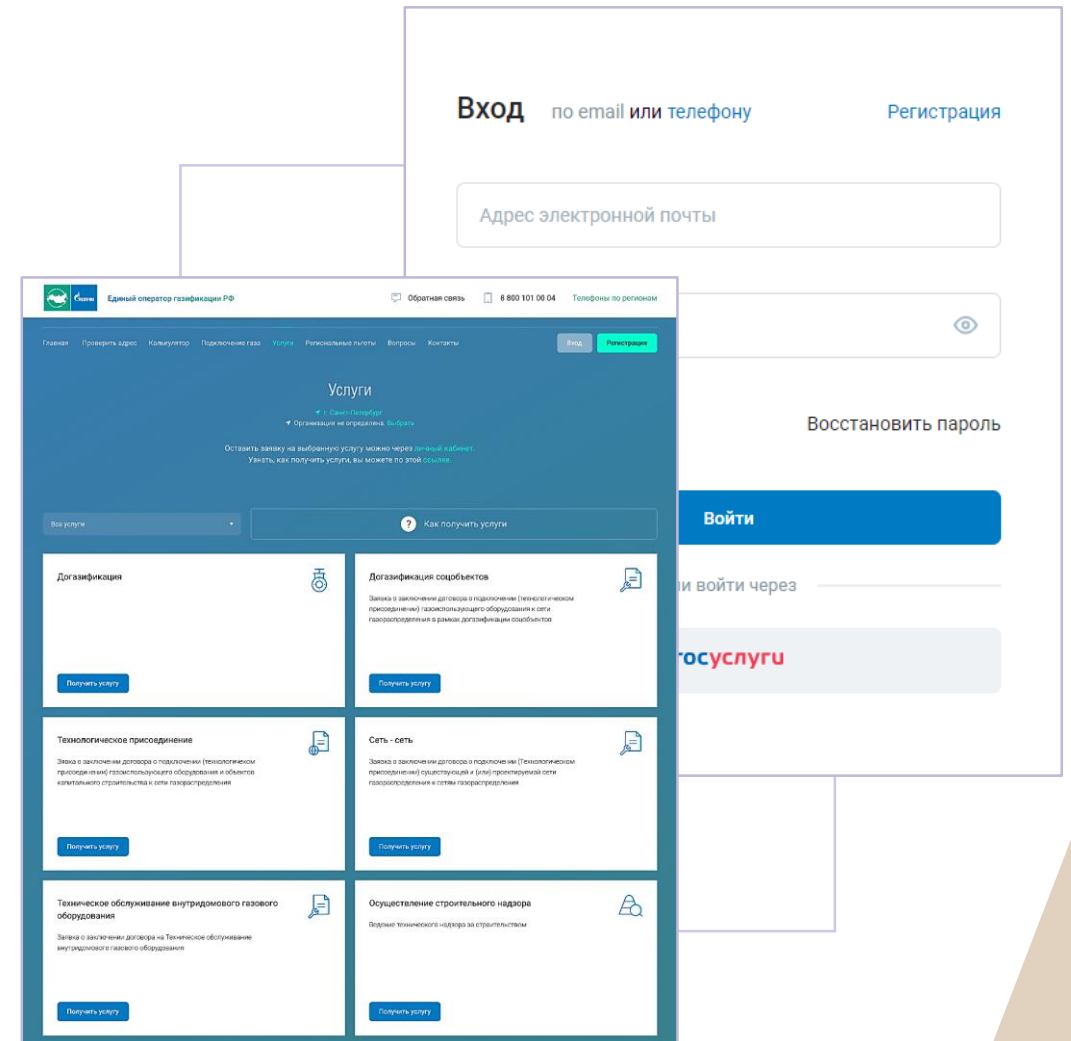 Вход по email или телефону Регистрация
Адрес электронной почты
Восстановить пароль
Войти
войти через
госуслуги
Единый оператор газификации РФ Обратная связь 8 800 101 00 04 Телефоны по регионам
Главная Проверить адрес Калькулятор Подключение газа Услуги Региональные льготы Вопросы Контакты Вход Регистрация
Услуги
г. Санкт-Петербург
Организация не определена. Выбрать
Оставить заявку на выбранную услугу можно через личный кабинет.
Узнать, как получить услуги, вы можете по этой ссылке.
Все услуги
? Как получить услуги
Догазификация
Получить услугу
Догазификация соцобъектов
Заявка о заключении договора о подключении (технологическом
присоединении) газоиспользующего оборудования к сети
газораспределения в рамках догазификации соцобъектов
Получить услугу
Технологическое присоединение
Заявка о заключении договора о подключении (технологическом
присоединении) газоиспользующего оборудования и объектов
капитального строительства к сети газораспределения
Получить услугу
Сеть - сеть
Заявка о заключении договора о подключении (Технологическом
присоединении) существующей и (или) проектируемой сети
газораспределения к сетям газораспределения
Получить услугу
Техническое обслуживание внутридомового газового
оборудования
Заявка о заключении договора на Техническое обслуживание
внутридомового газового оборудования
Получить услугу
Осуществление строительного надзора
Ведение технического надзора за строительством
Получить услугу